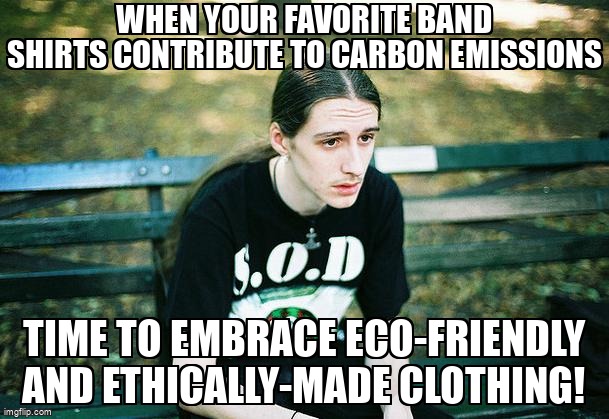 WHEN YOUR FAVORITE BAND
SHIRTS CONTRIBUTE TO CARBON EMISSIONS
S.O.D
TIME TO EMBRACE ECO-FRIENDLY
AND ETHICALLY-MADE CLOTHING!
imgflip.com